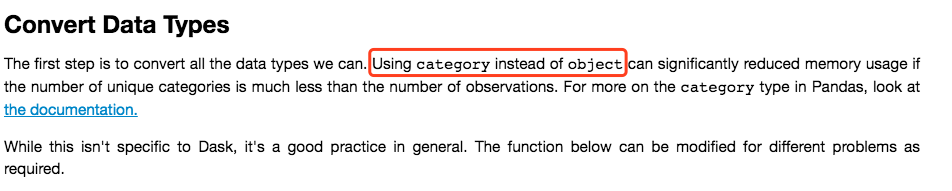 Convert Data Types
The first step is to convert all the data types we can. Using category instead of object can significantly reduced memory usage if
the number of unique categories is much less than the number of observations. For more on the category type in Pandas, look at
the documentation.
While this isn't specific to Dask, it's a good practice in general. The function below can be modified for different problems as
required.